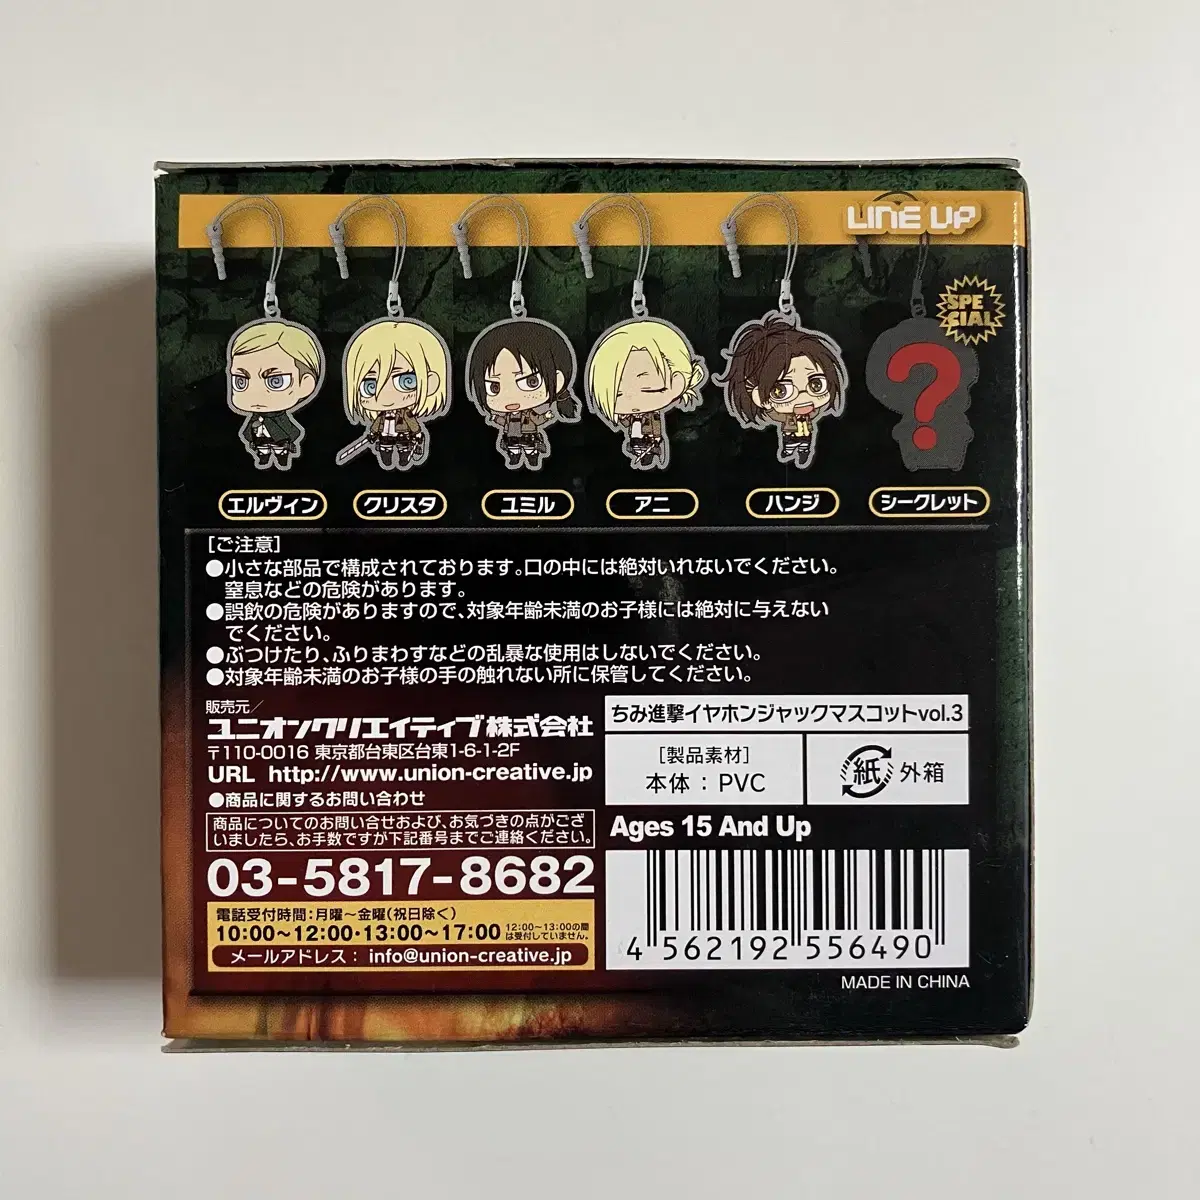 LINE UP
SPE
CIAL
?
エルヴィン
クリスタ
ユミル
アニ
ハンジ
シークレット
[ご注意]
●小さな部品で構成されております。口の中には絶対いれないでください。
窒息などの危険があります。
●誤飲の危険がありますので、対象年齢未満のお子様には絶対に与えない
でください。
●ぶつけたり、ふりまわすなどの乱暴な使用はしないでください。
●対象年齢未満のお子様の手の触れない所に保管してください。
販売元/
ユニオンクリエイティブ株式会社
〒110-0016 東京都台東区台東1-6-1-2F
URL http://www.union-creative.jp
●商品に関するお問い合わせ
商品についてのお問い合せおよび、お気づきの点がござ
いましたら、お手数ですが下記番号までご連絡ください。
03-5817-8682
電話受付時間:月曜～金曜(祝日除く)
10:00～12:00・13:00～17:00 12:00～13:00の間
は受付していません。
メールアドレス: info@union-creative.jp
ちみ進撃イヤホンジャックマスコットvol.3
[製品素材]
本体:PVC
紙 外箱
Ages 15 And Up
4 562192 556490
MADE IN CHINA